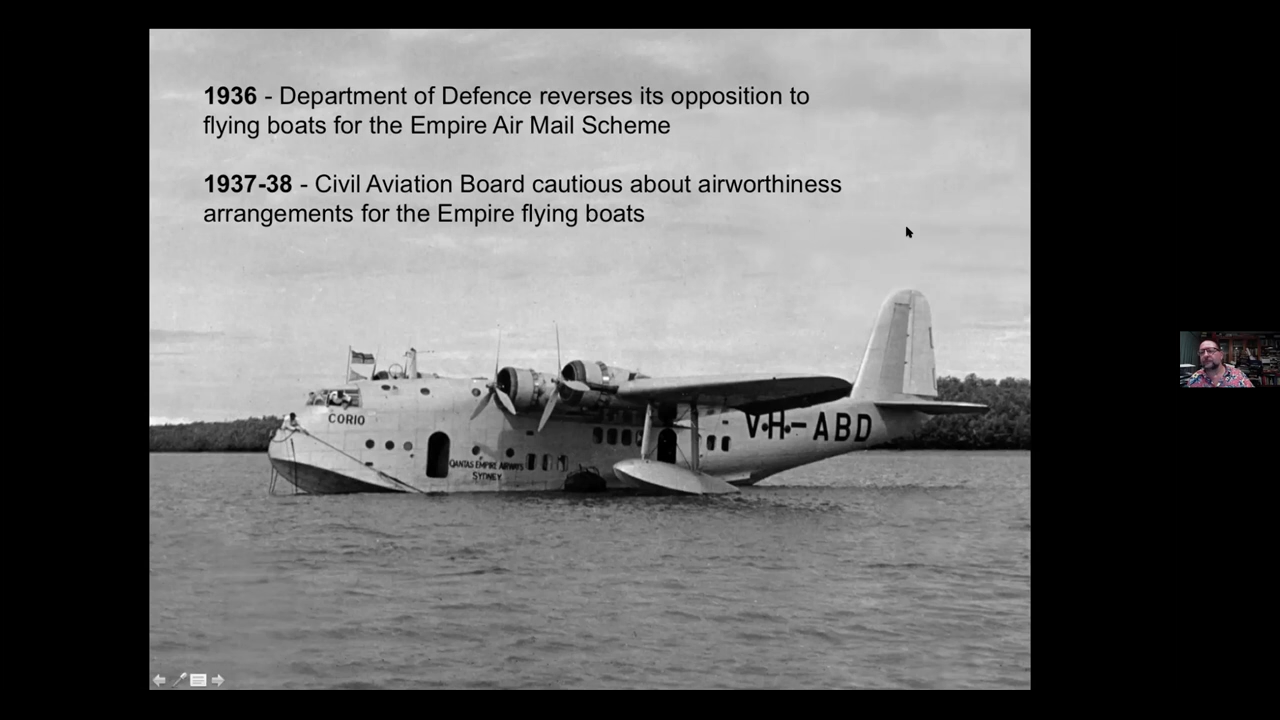 1936 - Department of Defence reverses its opposition to
flying boats for the Empire Air Mail Scheme
1937-38 - Civil Aviation Board cautious about airworthiness
arrangements for the Empire flying boats
CORIO
VH-ABD
QANTAS EMPIRE AIRWAYS
SYDNEY